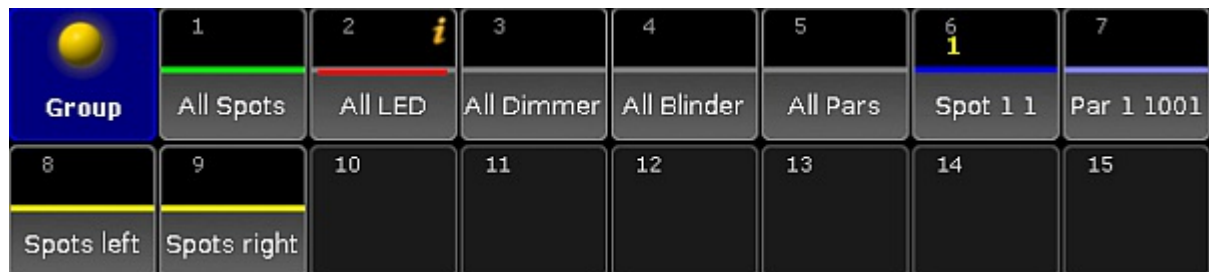 1 2 i 3 4 5 6 7
1
Group All Spots All LED All Dimmer All Blinder All Pars Spot 1 1 Par 1 1001
8 9 10 11 12 13 14 15
Spots left Spots right